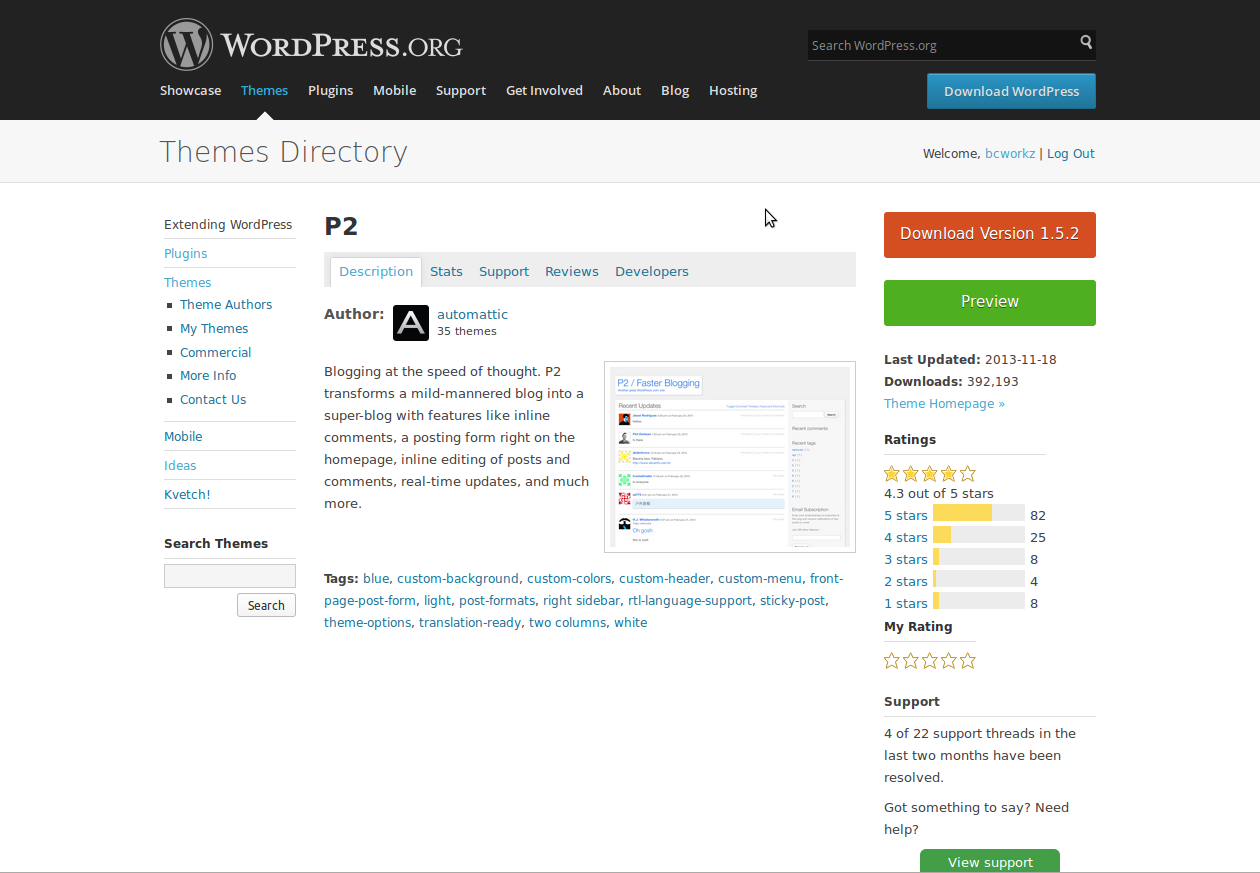 WORDPRESS.ORG
Search WordPress.org
Showcase Themes Plugins Mobile Support Get Involved About Blog Hosting
Download WordPress
Themes Directory
Welcome, bcworkz | Log Out
Extending WordPress
Plugins
Themes
Theme Authors
My Themes
Commercial
More Info
Contact Us
Mobile
Ideas
Kvetch!
Search Themes
Search
P2
Description Stats Support Reviews Developers
Author:
automattic
35 themes
Blogging at the speed of thought. P2
transforms a mild-mannered blog into a
super-blog with features like inline
comments, a posting form right on the
homepage, inline editing of posts and
comments, real-time updates, and much
more.
P2 / Faster Blogging
Recent Updates
Search
Recent comments
Recent tags
Email Subscription
Oh gosh
Tags: blue, custom-background, custom-colors, custom-header, custom-menu, front-
page-post-form, light, post-formats, right sidebar, rtl-language-support, sticky-post,
theme-options, translation-ready, two columns, white
Download Version 1.5.2
Preview
Last Updated: 2013-11-18
Downloads: 392,193
Theme Homepage »
Ratings
4.3 out of 5 stars
5 stars 82
4 stars 25
3 stars 8
2 stars 4
1 stars 8
My Rating
Support
4 of 22 support threads in the
last two months have been
resolved.
Got something to say? Need
help?
View support